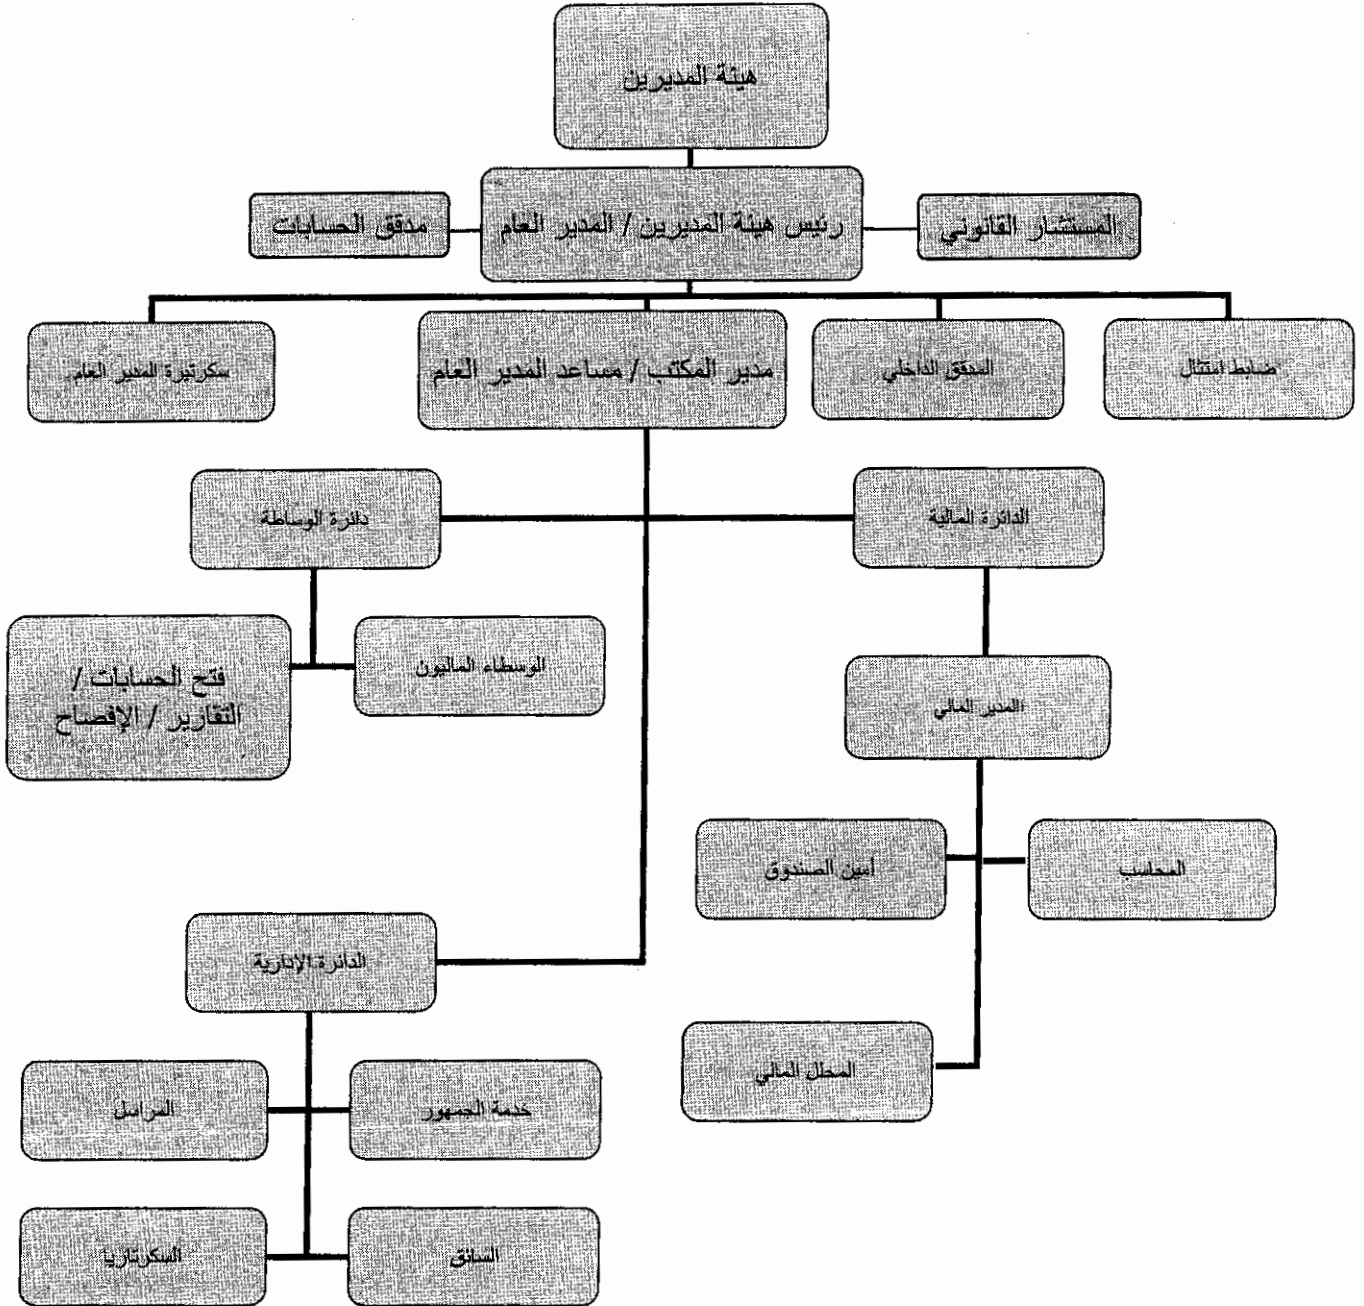 هيئة المديرين
المستشار القانوني
رئيس هيئة المديرين / المدير العام
مدقق الحسابات
ضابط امتثال
المدقق الداخلي
مدير المكتب / مساعد المدير العام
سكرتيرة المدير العام
الدائرة المالية
دائرة الوساطة
الوسطاء الماليون
فتح الحسابات /
التقارير / الإفصاح
المدير المالي
المحاسب
أمين الصندوق
الدائرة الإدارية
المحلل المالي
خدمة الجمهور
المراسل
السائق
السكرتاريا